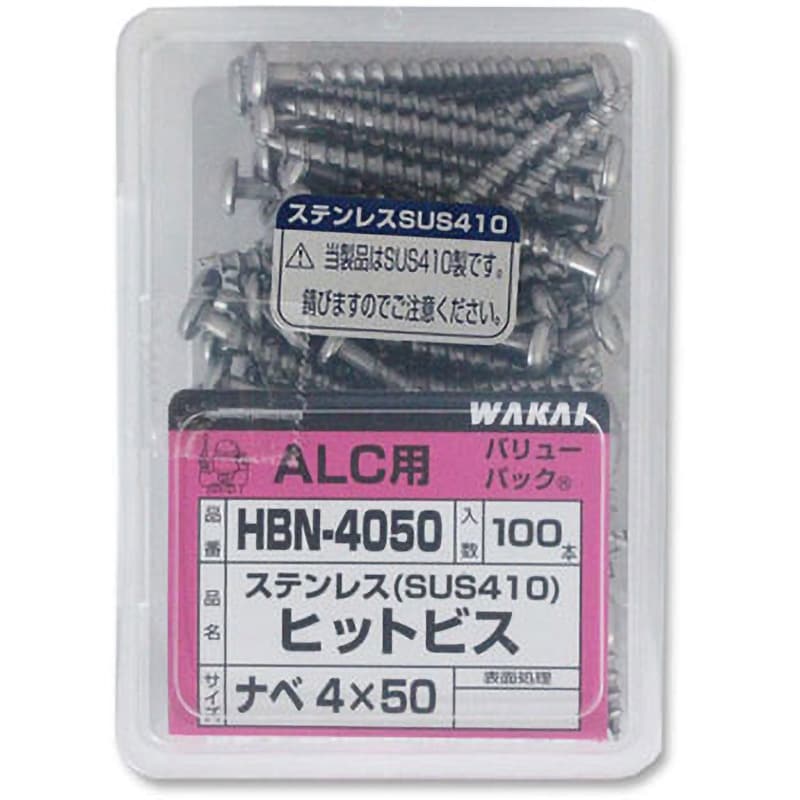 ステンレスSUS410
当製品はSUS410製です。
錆びますのでご注意ください。
WAKAI
ALC用
バリュー
パック®
品番
HBN-4050
入数
100本
品名
ステンレス(SUS410)
ヒットビス
サイズ
ナベ 4×50
表面処理